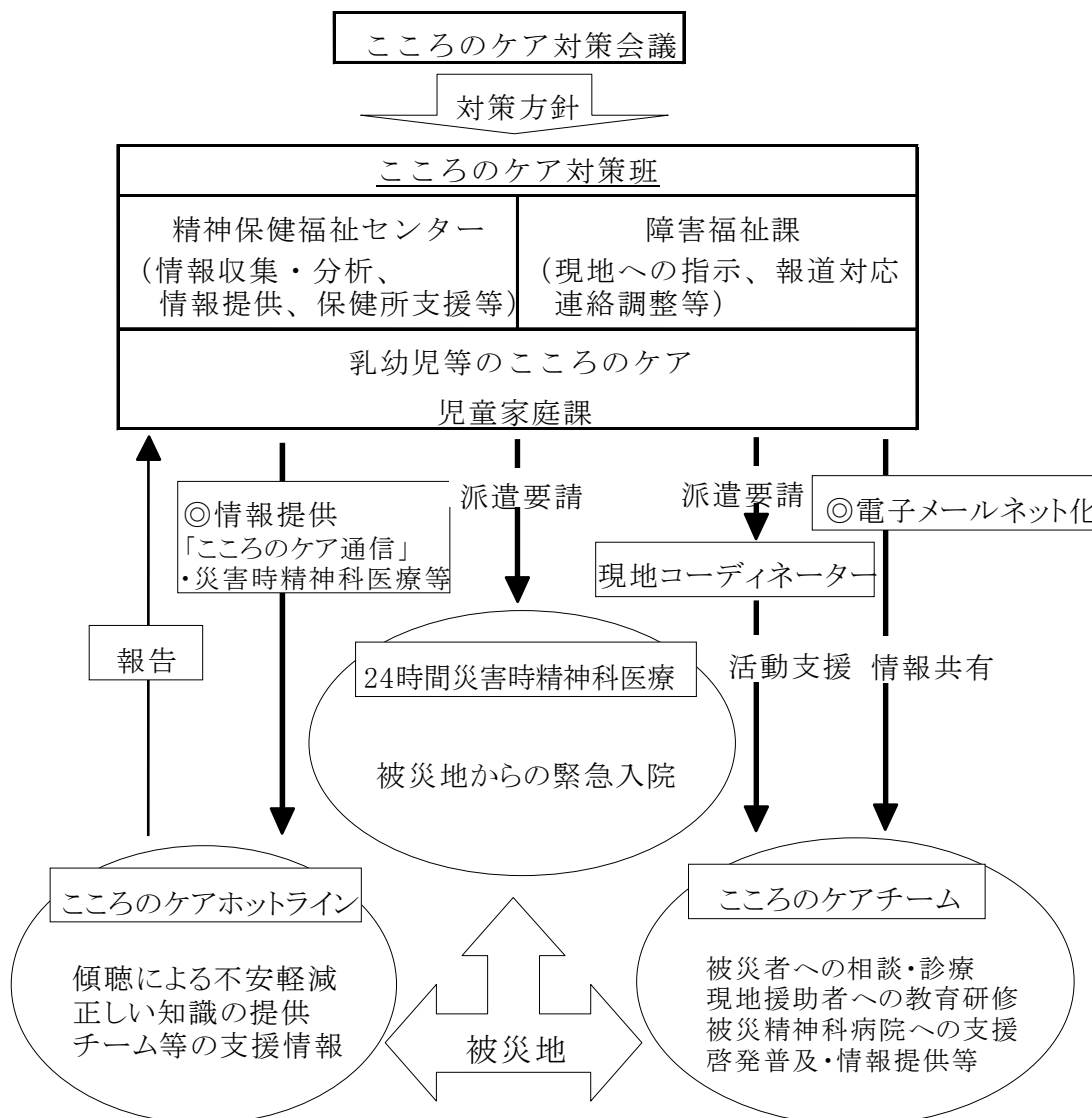 こころのケア対策会議
対策方針
こころのケア対策班
精神保健福祉センター
(情報収集・分析、
情報提供、保健所支援等)
障害福祉課
(現地への指示、報道対応
連絡調整等)
乳幼児等のこころのケア
児童家庭課
◎情報提供
「こころのケア通信」
・災害時精神科医療等
派遣要請
派遣要請
◎電子メールネット化
現地コーディネーター
報告
24時間災害時精神科医療
被災地からの緊急入院
活動支援
情報共有
こころのケアホットライン
傾聴による不安軽減
正しい知識の提供
チーム等の支援情報
被災地
こころのケアチーム
被災者への相談・診療
現地援助者への教育研修
被災精神科病院への支援
啓発普及・情報提供等